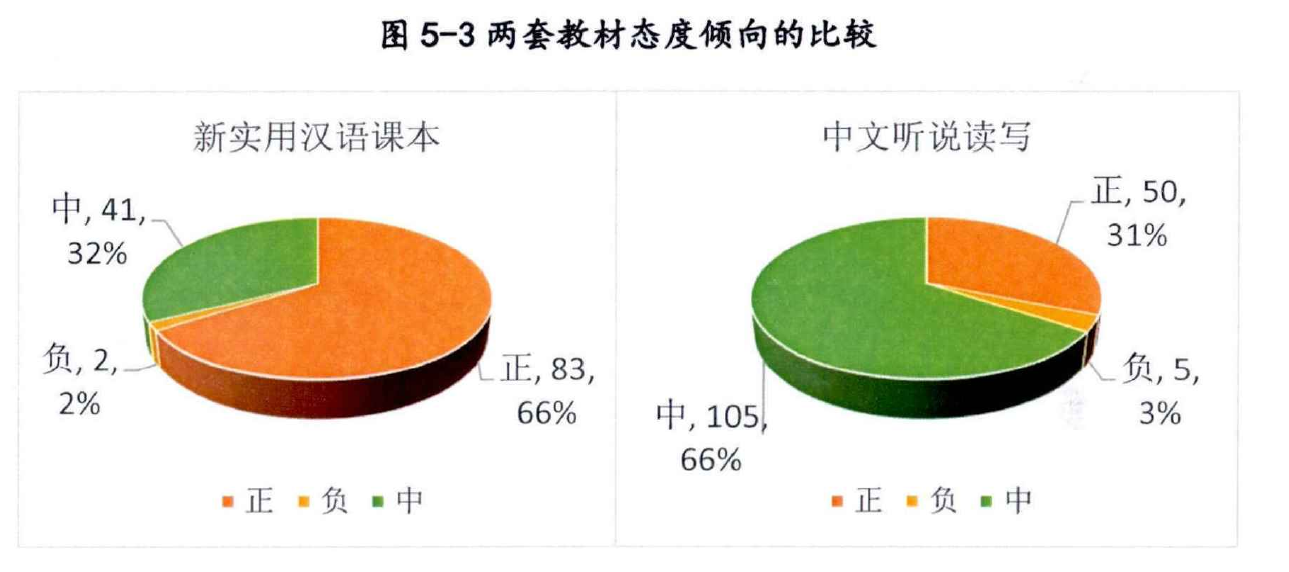 图 5-3 两套教材态度倾向的比较
新实用汉语课本
中, 41,
32%
负, 2,
2%
正, 83,
66%
正 负 中
中文听说读写
正, 50,
31%
负, 5,
3%
中, 105,
66%
正 负 中